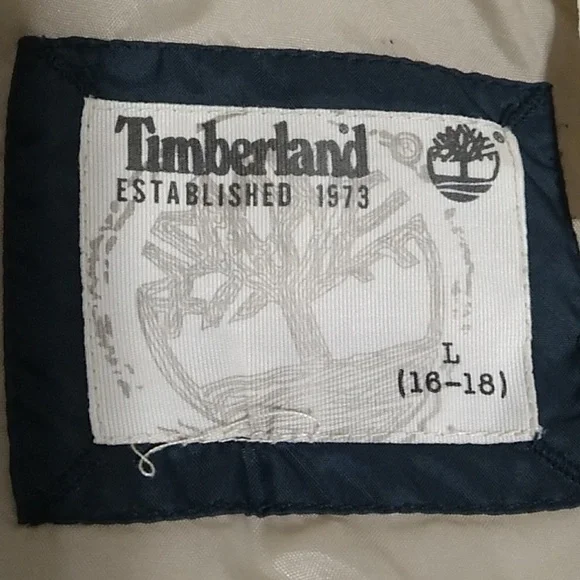 Timberland
ESTABLISHED 1973
L
(16-18)